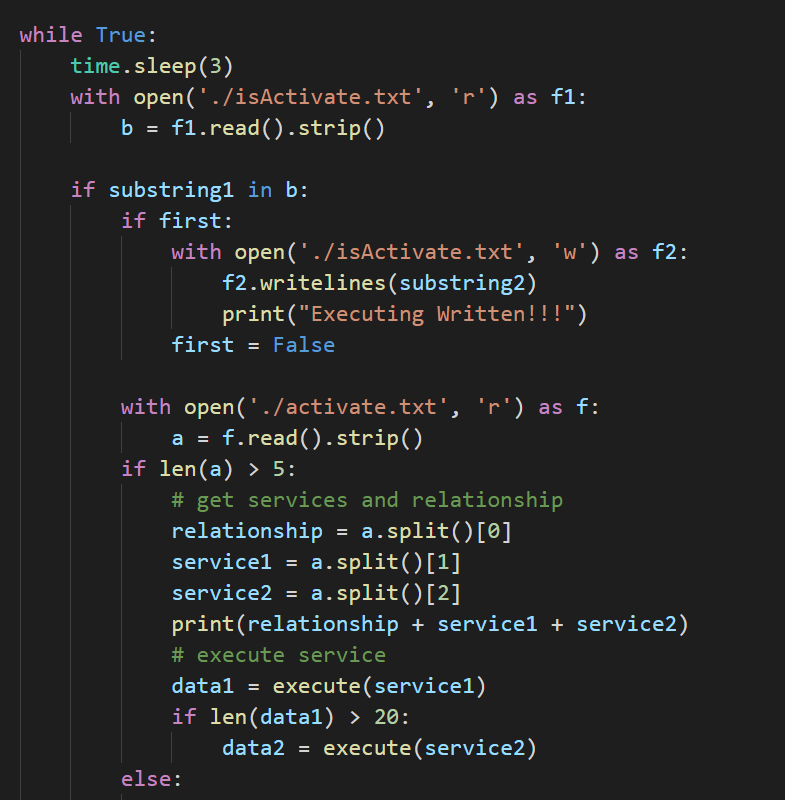 while True:
    time.sleep(3)
    with open('./isActivate.txt', 'r') as f1:
        b = f1.read().strip()

    if substring1 in b:
        if first:
            with open('./isActivate.txt', 'w') as f2:
                f2.writelines(substring2)
                print("Executing Written!!!")
            first = False

        with open('./activate.txt', 'r') as f:
            a = f.read().strip()
        if len(a) > 5:
            # get services and relationship
            relationship = a.split()[0]
            service1 = a.split()[1]
            service2 = a.split()[2]
            print(relationship + service1 + service2)
            # execute service
            data1 = execute(service1)
            if len(data1) > 20:
                data2 = execute(service2)
        else: